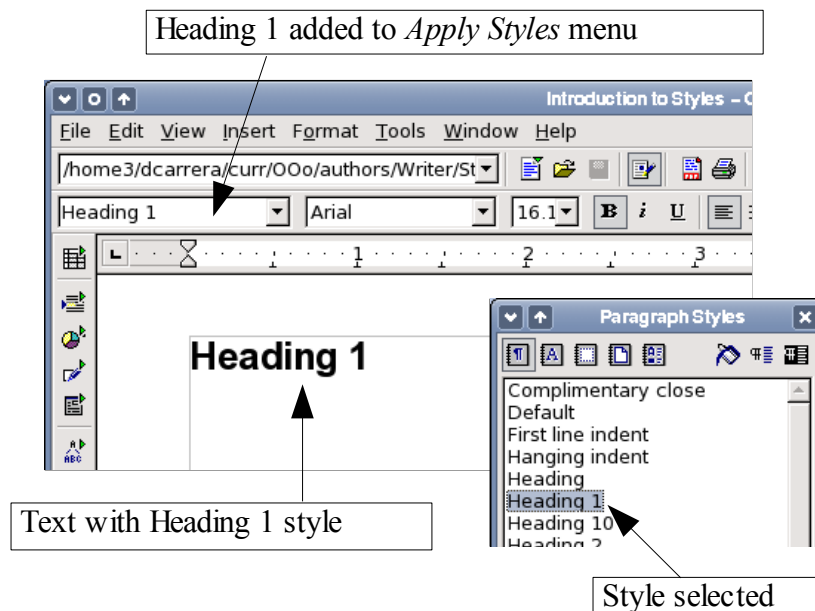 Heading 1 added to Apply Styles menu
Introduction to Styles – O
File Edit View Insert Format Tools Window Help
/home3/dcarrera/curr/OOo/authors/Writer/St
Heading 1 Arial 16.1 B i U
1 2 3
Paragraph Styles
Heading 1
Complimentary close
Default
First line indent
Hanging indent
Heading
Heading 1
Heading 10
Heading 2
ABC
Text with Heading 1 style
Style selected